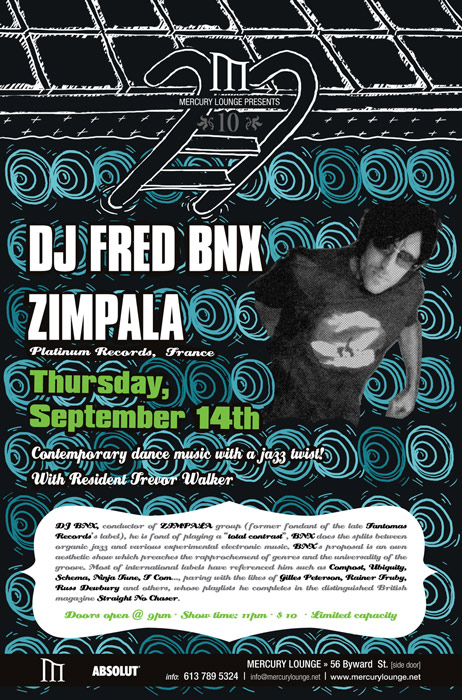 M
MERCURY LOUNGE PRESENTS
10
DJ FRED BNX
ZIMPALA
Platinum Records, France
Thursday,
September 14th
Contemporary dance music with a jazz twist!
With Resident Trevor Walker
DJ BNX, conductor of ZIMPALA group (former fondant of the late Fantomas
Records's label), he is fond of playing a "total contrast", BNX does the splits between
organic jazz and various experimental electronic music. BNX's proposal is an own
aesthetic show which preaches the rapprochement of genres and the universality of the
groove. Most of international labels have referenced him such as Compost, Ubiquity,
Schema, Ninja Tune, F Com..., paring with the likes of Gilles Peterson, Rainer Truby,
Russ Dewbury and others, whose playlists he completes in the distinguished British
magazine Straight No Chaser.
Doors open @ 9pm · Show time: 11pm · $ 10 · Limited capacity
M
ABSOLUT
MERCURY LOUNGE » 56 Byward St. [side door]
info: 613 789 5324 | info@mercurylounge.net | www.mercurylounge.net